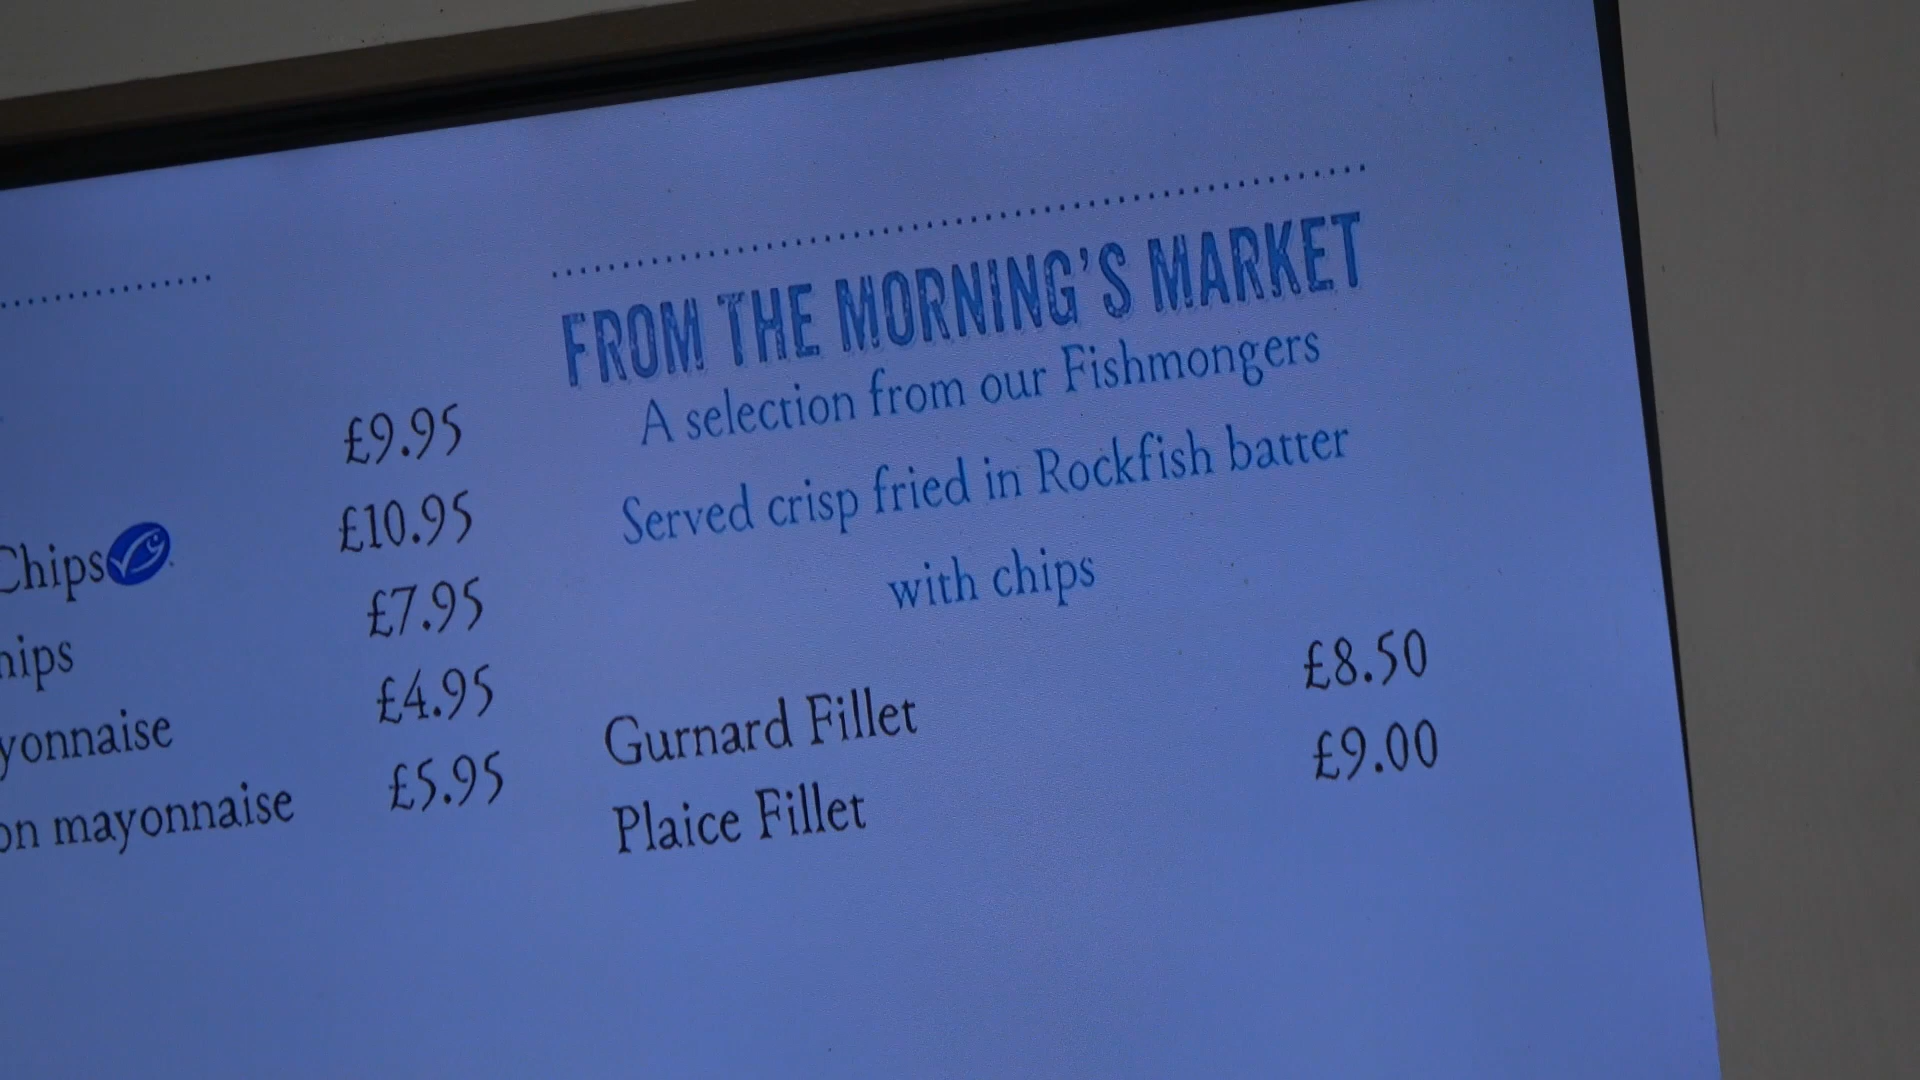 £9.95
Chips £10.95
£7.95
£4.95
yonnaise
on mayonnaise £5.95
FROM THE MORNING'S MARKET
A selection from our Fishmongers
Served crisp fried in Rockfish batter
with chips
Gurnard Fillet £8.50
Plaice Fillet £9.00